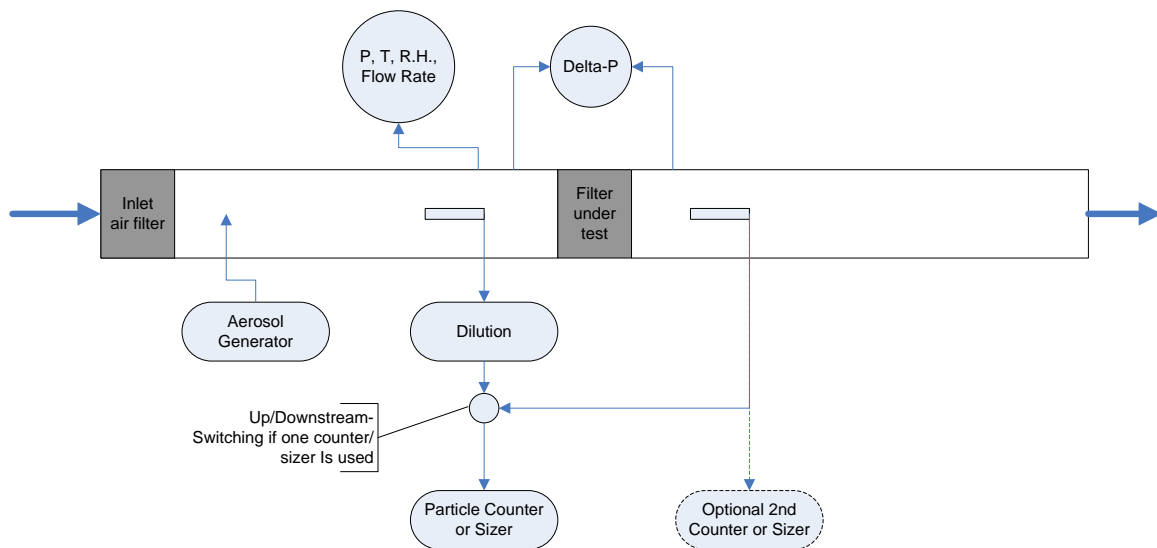 P, T, R.H.,
Flow Rate
Delta-P
Inlet
air filter
Filter
under
test
Aerosol
Generator
Dilution
Up/Downstream-
Switching if one counter/
sizer Is used
Particle Counter
or Sizer
Optional 2nd
Counter or Sizer